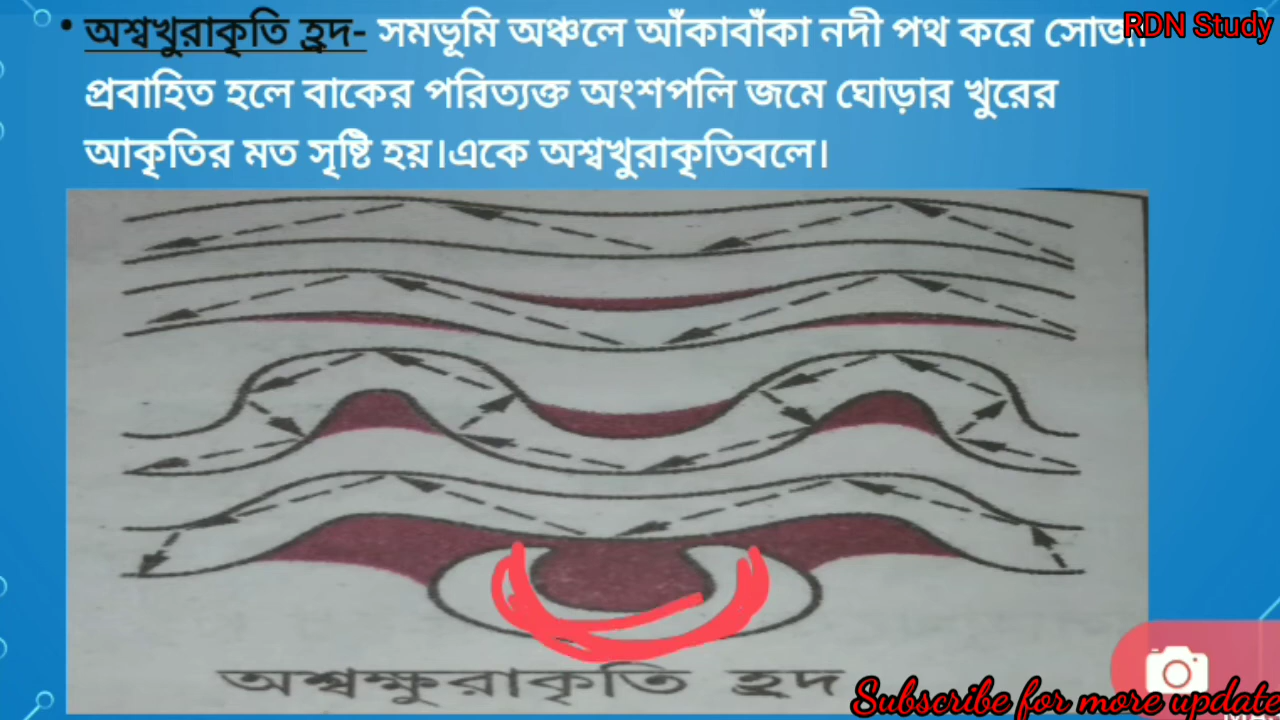 • অশ্বখুরাকৃতি হ্রদ- সমভূমি অঞ্চলে আঁকাবাঁকা নদী পথ করে সোজা
RDN Study
প্রবাহিত হলে বাকের পরিত্যক্ত অংশপলি জমে ঘোড়ার খুরের
আকৃতির মত সৃষ্টি হয়।একে অশ্বখুরাকৃতিবলে।
অশ্বক্ষুরাকৃতি হ্রদ
Subscribe for more update